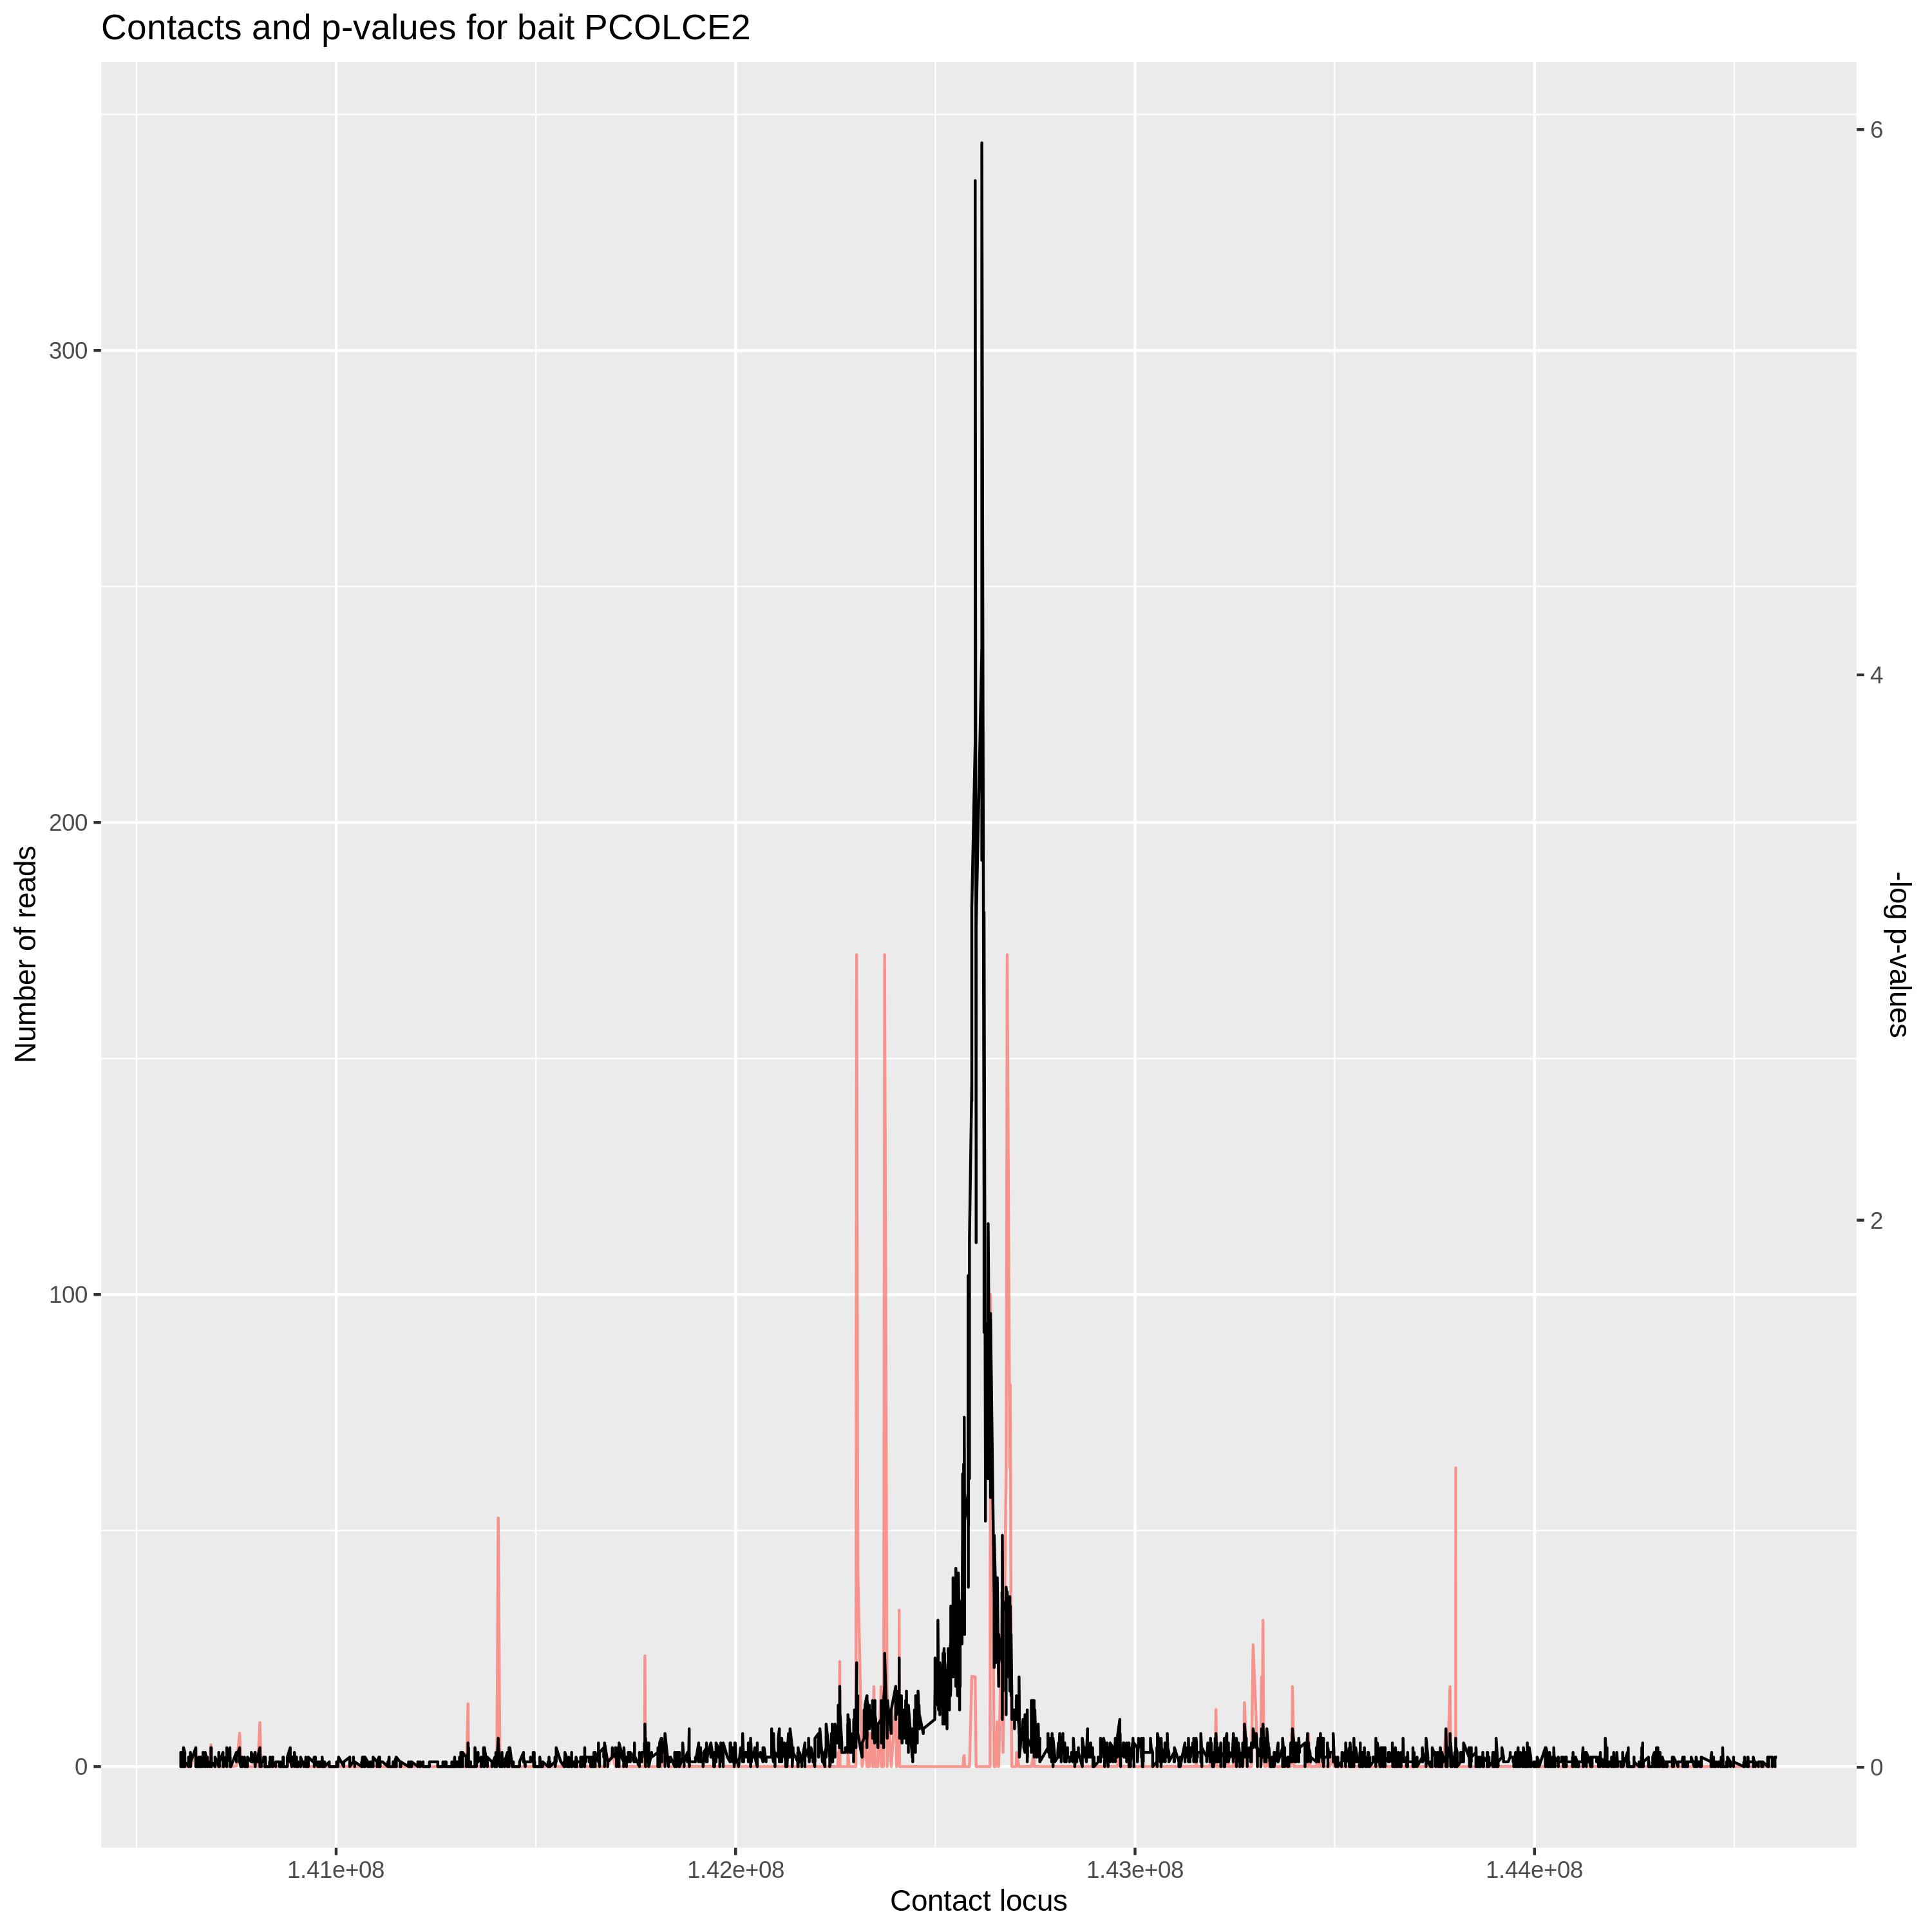 Contacts and p-values for bait PCOLCE2
Number of reads
300
200
100
0
6
4
2
0
-log p-values
1.41e+08
1.42e+08
1.43e+08
1.44e+08
Contact locus